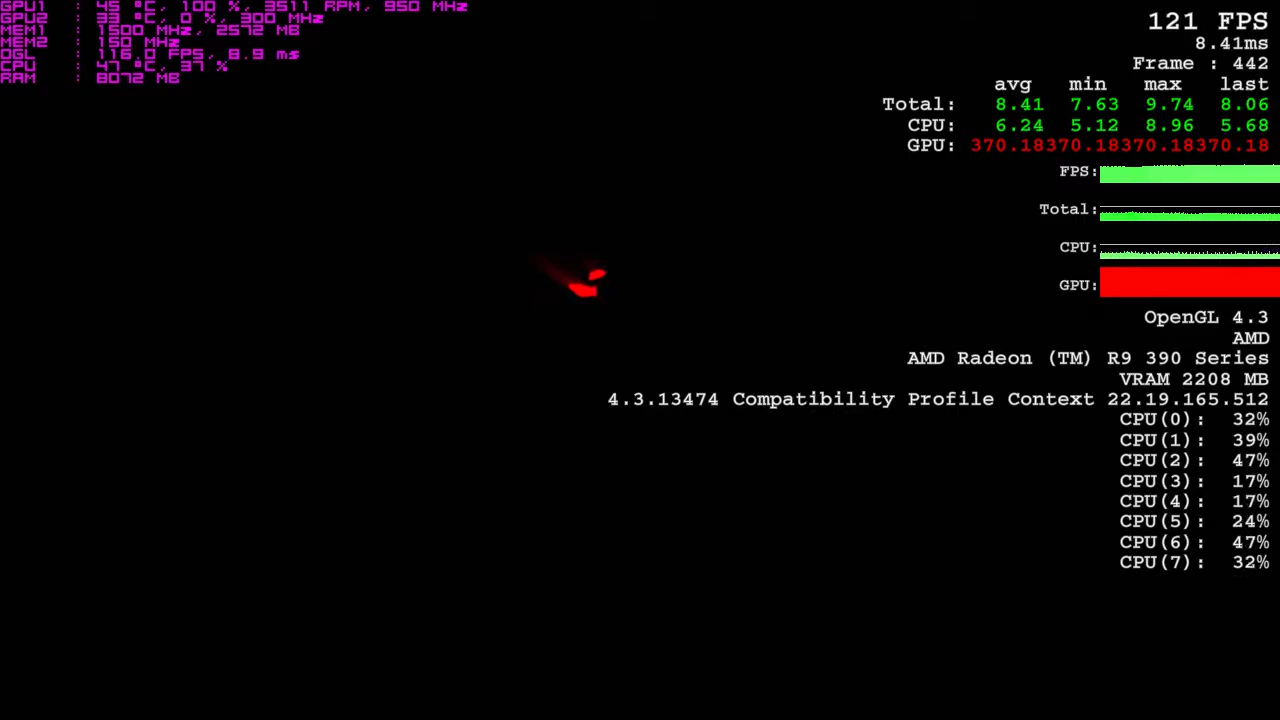 GPU1 : 45 °C, 100 %, 3511 RPM, 950 MHz
GPU2 : 33 °C, 0 %, 300 MHz
MEM1 : 1500 MHz, 2572 MB
MEM2 : 150 MHz
OGL : 116.0 FPS, 8.9 ms
CPU : 47 °C, 37 %
RAM : 8072 MB
121 FPS
8.41ms
Frame : 442
avg min max last
Total: 8.41 7.63 9.74 8.06
CPU: 6.24 5.12 8.96 5.68
GPU: 370.18370.18370.18370.18
FPS:
Total:
CPU:
GPU:
OpenGL 4.3
AMD
AMD Radeon (TM) R9 390 Series
VRAM 2208 MB
4.3.13474 Compatibility Profile Context 22.19.165.512
CPU(0): 32%
CPU(1): 39%
CPU(2): 47%
CPU(3): 17%
CPU(4): 17%
CPU(5): 24%
CPU(6): 47%
CPU(7): 32%